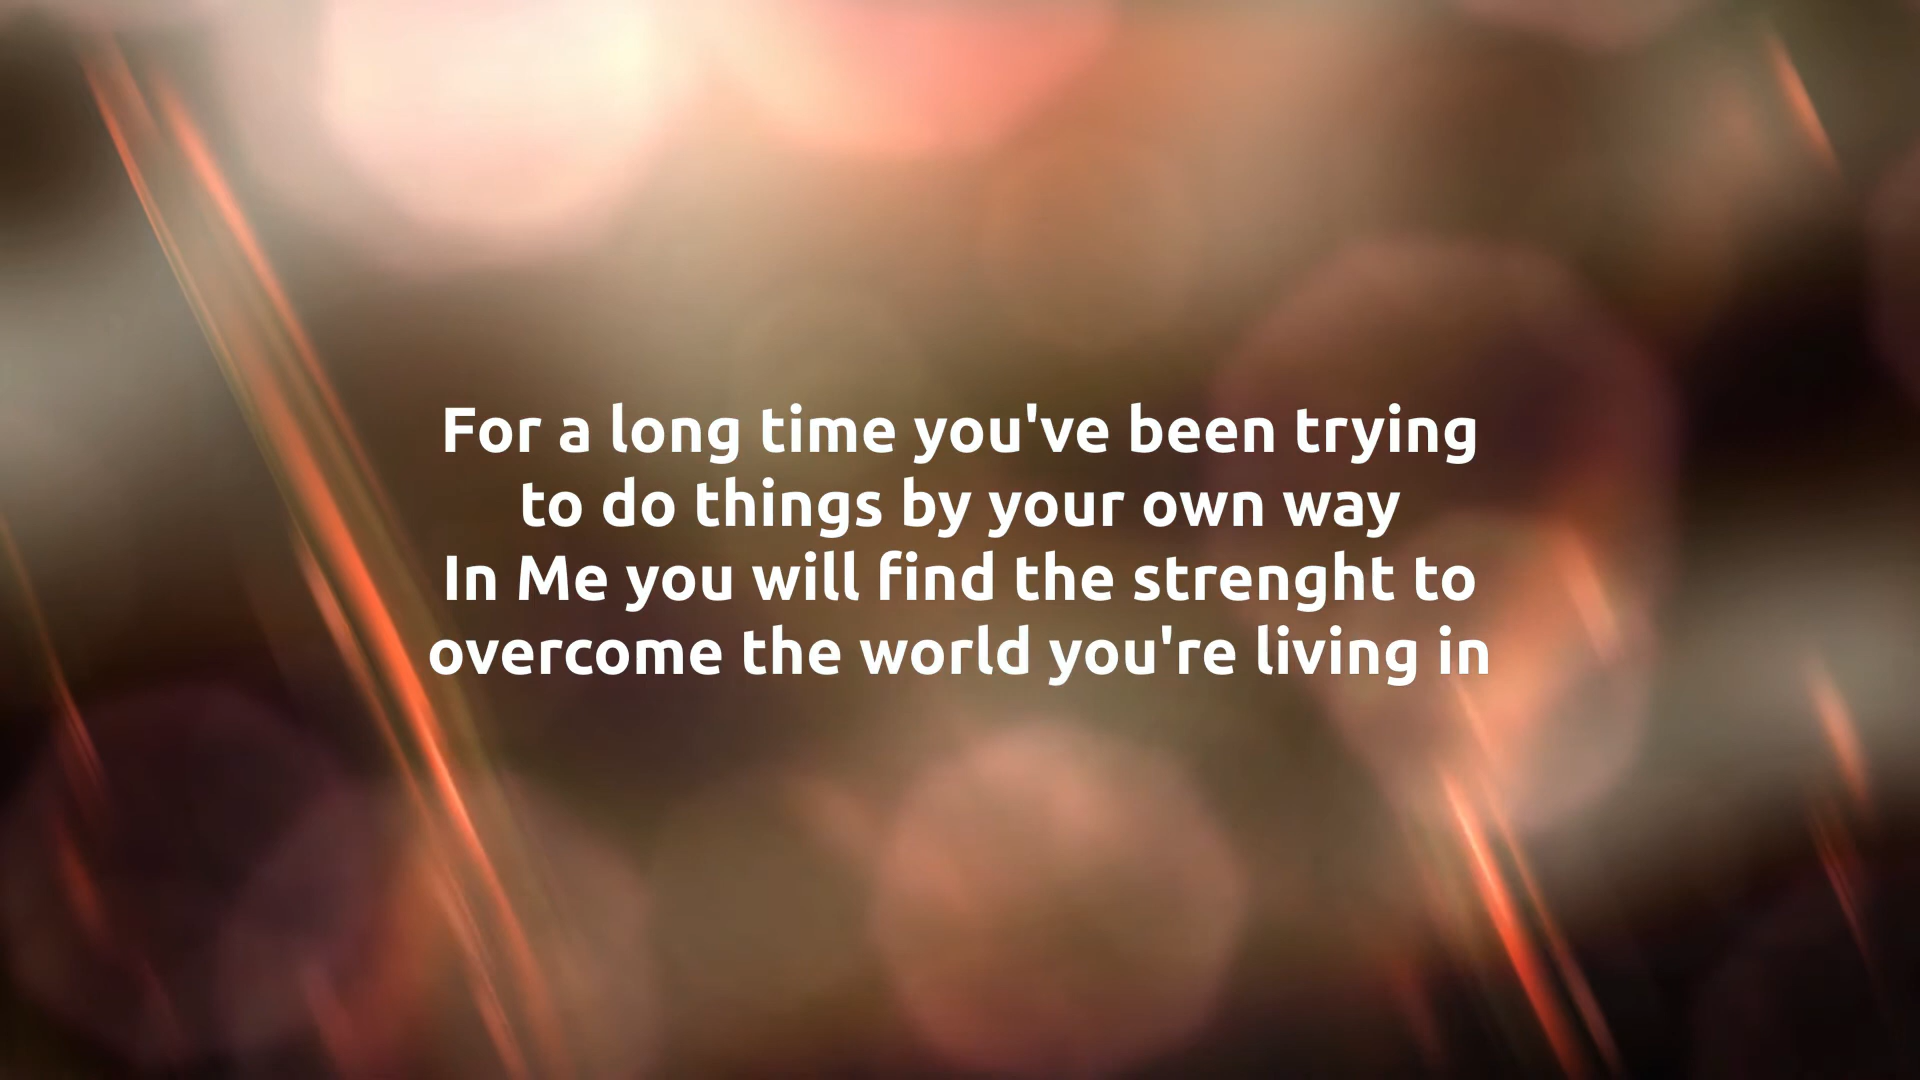 For a long time you've been trying
to do things by your own way
In Me you will find the strenght to
overcome the world you're living in